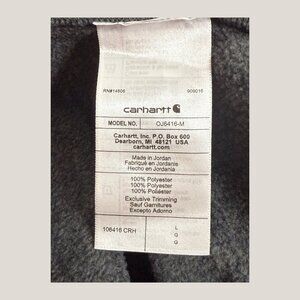 RN#14806 909016
carhartt
MODEL NO. OJ6416-M
Carhartt, Inc. P.O. Box 600
Dearborn, MI 48121 USA
carhartt.com
Made in Jordan
Fabriqué en Jordanie
Hecho en Jordania
100% Polyester
100% Polyester
100% Poliéster
Exclusive Trimming
Sauf Garnitures
Excepto Adorno
106416 CRH
L
G
G